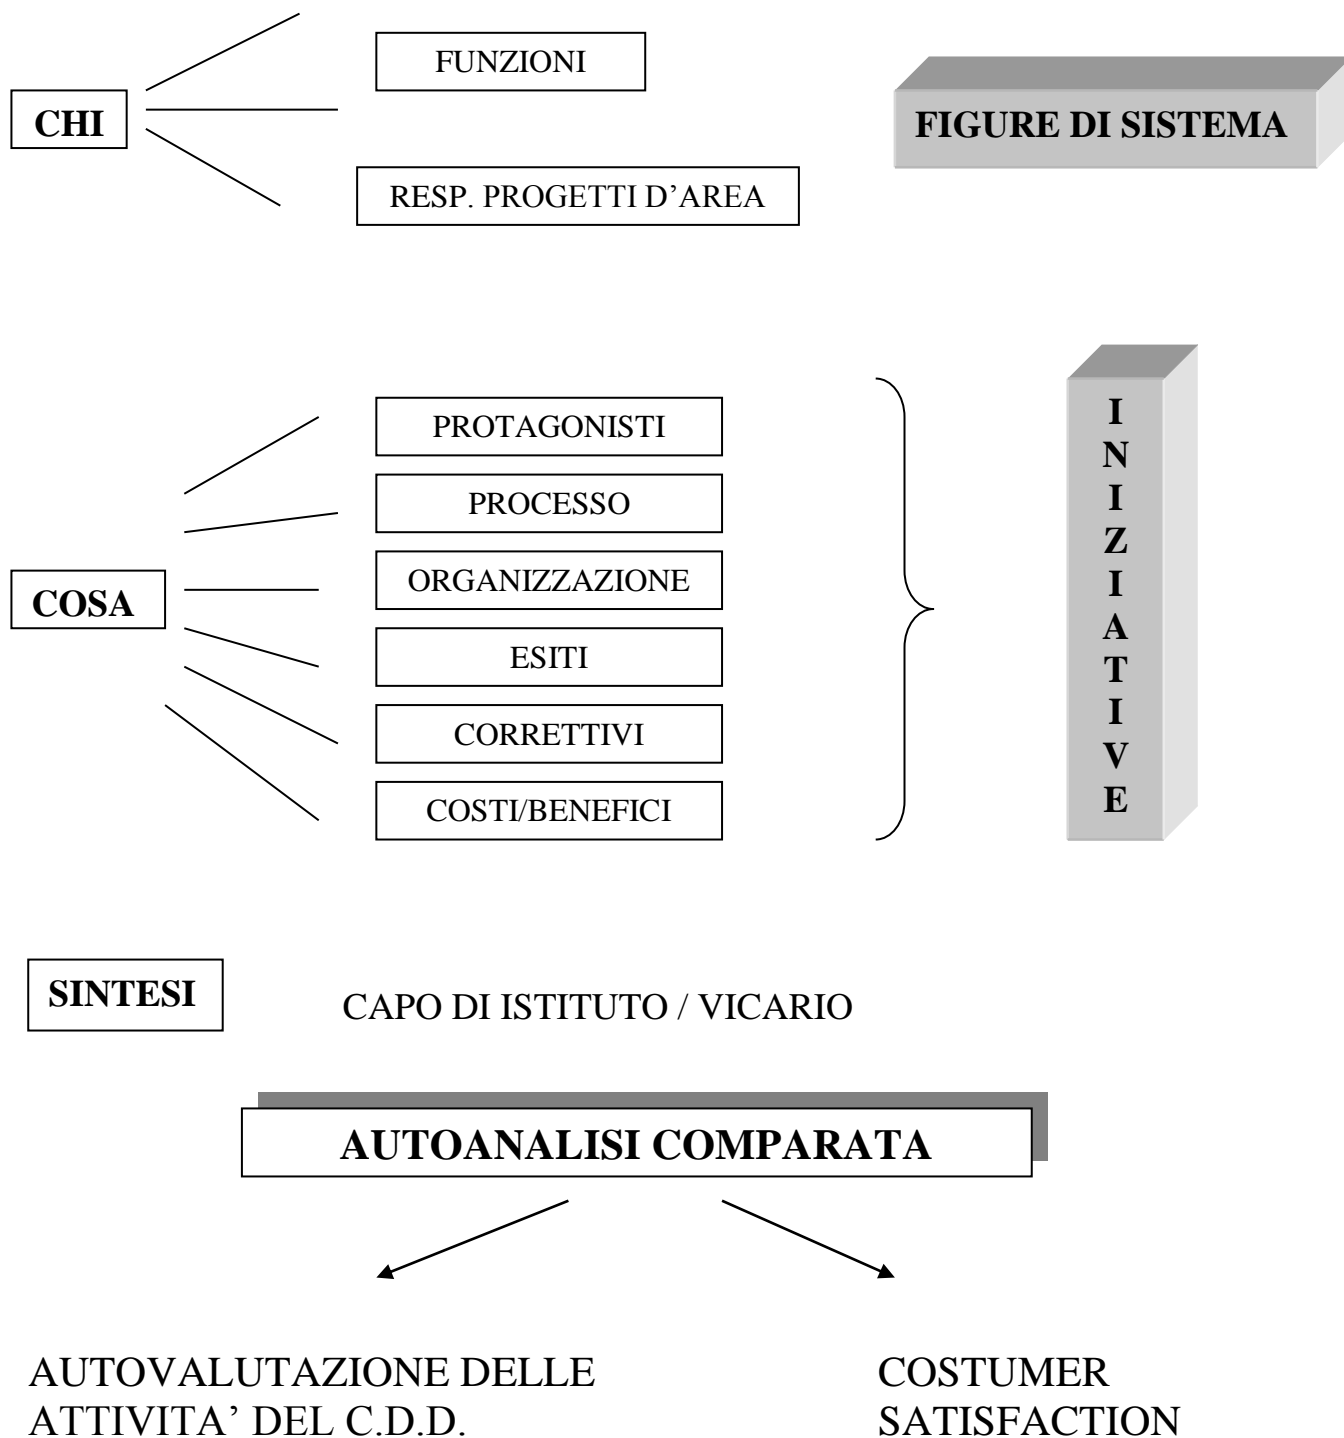 FUNZIONI
CHI
FIGURE DI SISTEMA
RESP. PROGETTI D’AREA
PROTAGONISTI
PROCESSO
ORGANIZZAZIONE
COSA
ESITI
CORRETTIVI
COSTI/BENEFICI
I
N
I
Z
I
A
T
I
V
E
SINTESI
CAPO DI ISTITUTO / VICARIO
AUTOANALISI COMPARATA
AUTOVALUTAZIONE DELLE
ATTIVITA’ DEL C.D.D.
COSTUMER
SATISFACTION